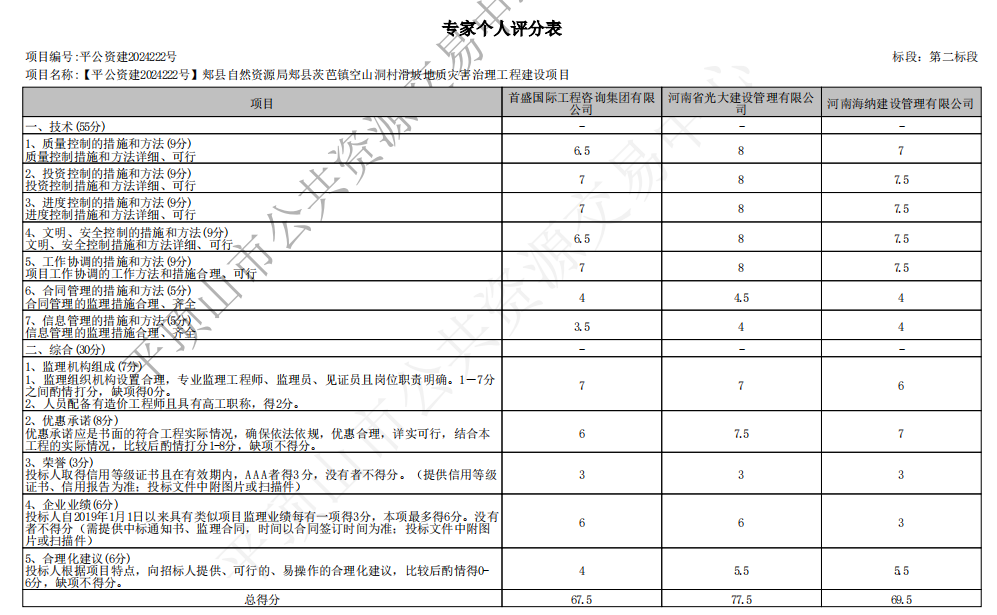 专家个人评分表
项目编号:平公资建2024222号 标段: 第二标段
项目名称:【平公资建2024222号】郏县自然资源局郏县茨芭镇空山洞村滑坡地质灾害治理工程建设项目
项目 首盛国际工程咨询集团有限公司 河南省光大建设管理有限公司 河南海纳建设管理有限公司
一、技术(55分) - - -
1、质量控制的措施和方法(9分)
质量控制措施和方法详细、可行 6.5 8 7
2、投资控制的措施和方法(9分)
投资控制措施和方法详细、可行 7 8 7.5
3、进度控制的措施和方法(9分)
进度控制措施和方法详细、可行 7 8 7.5
4、文明、安全控制的措施和方法(9分)
文明、安全控制措施和方法详细、可行 6.5 8 7.5
5、工作协调的措施和方法(9分)
项目工作协调的工作方法和措施合理、可行 7 8 7.5
6、合同管理的措施和方法(5分)
合同管理的监理措施合理、齐全 4 4.5 4
7、信息管理的措施和方法(5分)
信息管理的监理措施合理、齐全 3.5 4 4
二、综合(30分) - - -
1、监理机构组成(7分)
1、监理组织机构设置合理，专业监理工程师、监理员、见证员且岗位职责明确。1-7分
之间酌情打分，缺项得0分。
2、人员配备有造价工程师且具有高工职称，得2分。 7 7 6
2、优惠承诺(8分)
优惠承诺应是书面的符合工程实际情况，确保依法依规，优惠合理，详实可行，结合本
工程的实际情况，比较后酌情打分1-8分，缺项不得分。 6 7.5 7
3、荣誉(3分)
投标人取得信用等级证书且在有效期内，AAA者得3分，没有者不得分。（提供信用等级
证书、信用报告为准；投标文件中附图片或扫描件） 3 3 3
4、企业业绩(6分)
投标人自2019年1月1日以来具有类似项目监理业绩每有一项得3分，本项最多得6分。没有
者不得分（需提供中标通知书、监理合同，时间以合同签订时间为准；投标文件中附图
片或扫描件） 6 6 3
5、合理化建议(6分)
投标人根据项目特点，向招标人提供、可行的、易操作的合理化建议，比较后酌情得0-
6分，缺项不得分。 4 5.5 5.5
总得分 67.5 77.5 69.5
平顶山市公共资源交易中心
平顶山市公共资源交易中心